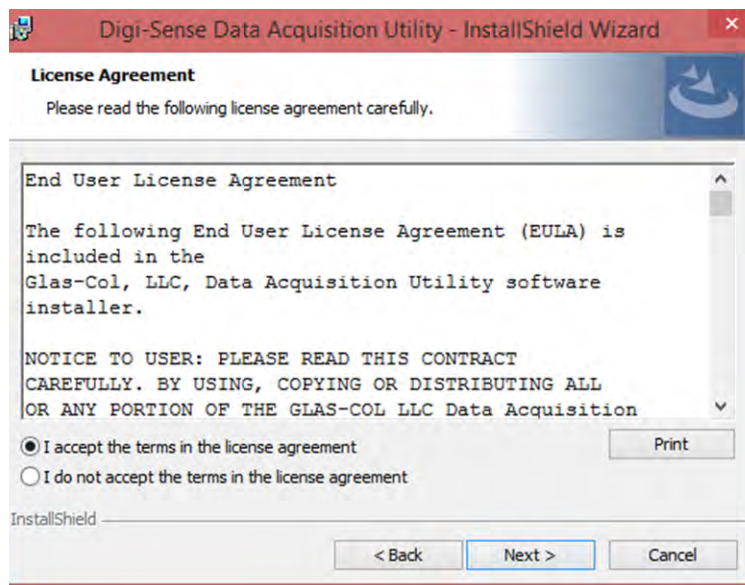 Digi-Sense Data Acquisition Utility - InstallShield Wizard
License Agreement
Please read the following license agreement carefully.
End User License Agreement
The following End User License Agreement (EULA) is
included in the
Glas-Col, LLC, Data Acquisition Utility software
installer.
NOTICE TO USER: PLEASE READ THIS CONTRACT
CAREFULLY. BY USING, COPYING OR DISTRIBUTING ALL
OR ANY PORTION OF THE GLAS-COL LLC Data Acquisition
I accept the terms in the license agreement
Print
I do not accept the terms in the license agreement
InstallShield
< Back
Next >
Cancel